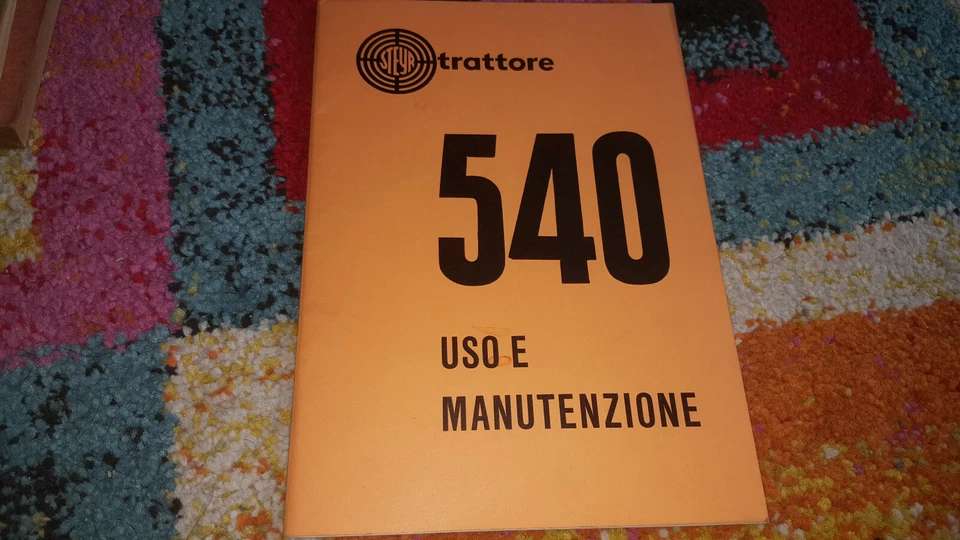 STEYR trattore
540
USO E
MANUTENZIONE